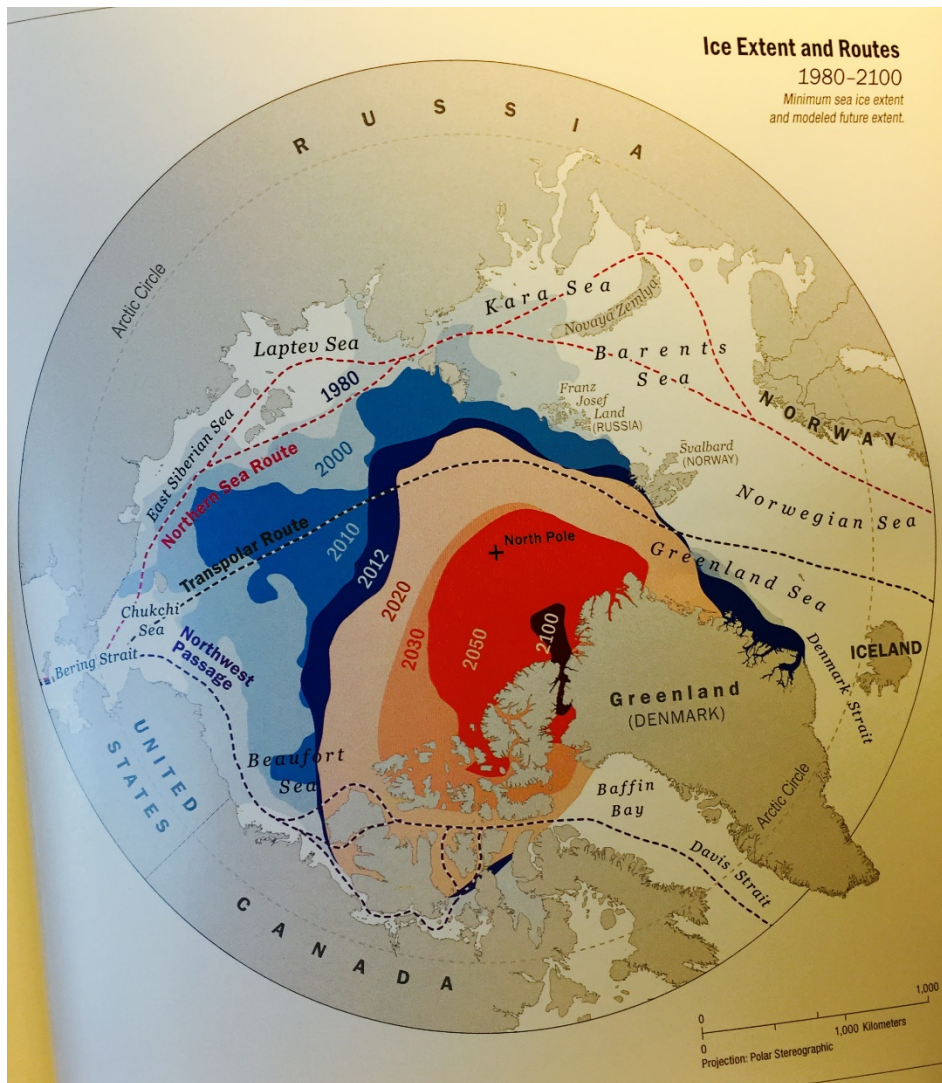 Ice Extent and Routes
1980–2100
Minimum sea ice extent
and modeled future extent.
RUSSIA
Arctic Circle
Kara Sea
Novaya Zemlya
Laptev Sea
Barents
Sea
1980
Franz
Josef
Land
(RUSSIA)
NORWAY
Svalbard
(NORWAY)
East Siberian Sea
2000
Northern Sea Route
Norwegian Sea
Transpolar Route
2010
2012
North Pole
Greenland Sea
2020
2030
2050
2100
Chukchi
Sea
Bering Strait
Northwest
Passage
Denmark Strait
ICELAND
Greenland
(DENMARK)
UNITED
STATES
Beaufort
Sea
Baffin
Bay
Arctic Circle
Davis Strait
CANADA
0 1,000
1,000 Kilometers
0
Projection: Polar Stereographic